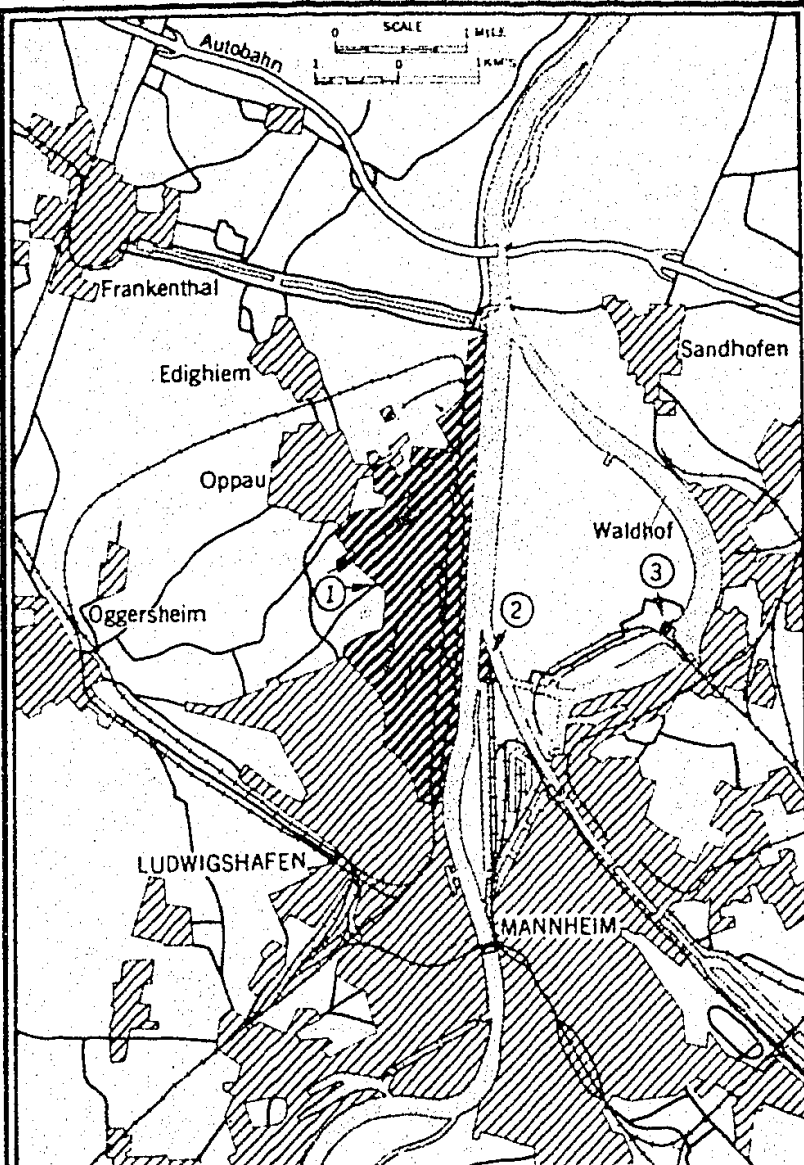 SCALE
0 1 MILE
1 0 1 KM'S
Autobahn
Frankenthal
Edighiem
Sandhofen
Oppau
Waldhof
1
3
2
Oggersheim
LUDWIGSHAFEN
MANNHEIM